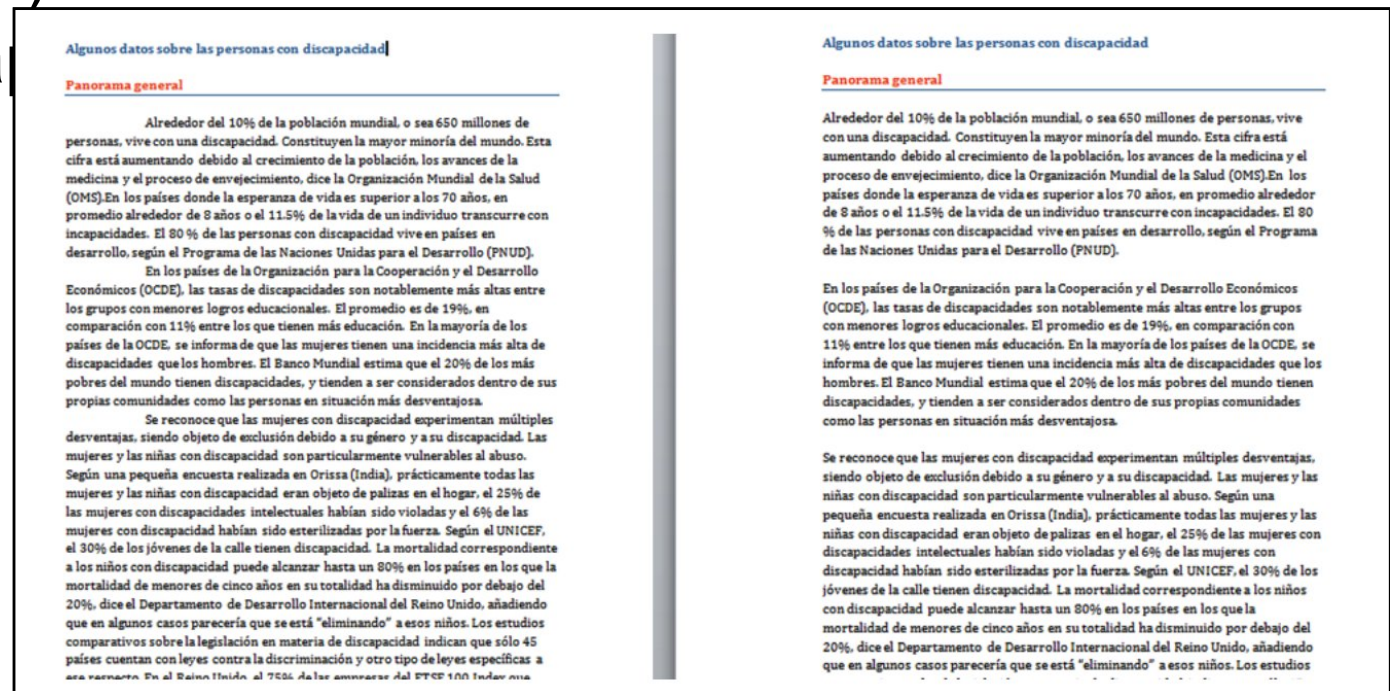 Algunos datos sobre las personas con discapacidad
Panorama general
Alrededor del 10% de la población mundial, o sea 650 millones de
personas, vive con una discapacidad. Constituyen la mayor minoría del mundo. Esta
cifra está aumentando debido al crecimiento de la población, los avances de la
medicina y el proceso de envejecimiento, dice la Organización Mundial de la Salud
(OMS).En los países donde la esperanza de vida es superior a los 70 años, en
promedio alrededor de 8 años o el 11.5% de la vida de un individuo transcurre con
incapacidades. El 80 % de las personas con discapacidad vive en países en
desarrollo, según el Programa de las Naciones Unidas para el Desarrollo (PNUD).
En los países de la Organización para la Cooperación y el Desarrollo
Económicos (OCDE), las tasas de discapacidades son notablemente más altas entre
los grupos con menores logros educacionales. El promedio es de 19%, en
comparación con 11% entre los que tienen más educación. En la mayoría de los
países de la OCDE, se informa de que las mujeres tienen una incidencia más alta de
discapacidades que los hombres. El Banco Mundial estima que el 20% de los más
pobres del mundo tienen discapacidades, y tienden a ser considerados dentro de sus
propias comunidades como las personas en situación más desventajosa.
Se reconoce que las mujeres con discapacidad experimentan múltiples
desventajas, siendo objeto de exclusión debido a su género y a su discapacidad. Las
mujeres y las niñas con discapacidad son particularmente vulnerables al abuso.
Según una pequeña encuesta realizada en Orissa (India), prácticamente todas las
mujeres y las niñas con discapacidad eran objeto de palizas en el hogar, el 25% de
las mujeres con discapacidades intelectuales habían sido violadas y el 6% de las
mujeres con discapacidad habían sido esterilizadas por la fuerza. Según el UNICEF,
el 30% de los jóvenes de la calle tienen discapacidad. La mortalidad correspondiente
a los niños con discapacidad puede alcanzar hasta un 80% en los países en los que la
mortalidad de menores de cinco años en su totalidad ha disminuido por debajo del
20%, dice el Departamento de Desarrollo Internacional del Reino Unido, añadiendo
que en algunos casos parecería que se está "eliminando" a esos niños. Los estudios
comparativos sobre la legislación en materia de discapacidad indican que sólo 45
países cuentan con leyes contra la discriminación y otro tipo de leyes específicas a
ese respecto. En el Reino Unido, el 75% de las empresas del FTSE 100 Index que
Algunos datos sobre las personas con discapacidad
Panorama general
Alrededor del 10% de la población mundial, o sea 650 millones de personas, vive
con una discapacidad. Constituyen la mayor minoría del mundo. Esta cifra está
aumentando debido al crecimiento de la población, los avances de la medicina y el
proceso de envejecimiento, dice la Organización Mundial de la Salud (OMS).En los
países donde la esperanza de vida es superior a los 70 años, en promedio alrededor
de 8 años o el 11.5% de la vida de un individuo transcurre con incapacidades. El 80
% de las personas con discapacidad vive en países en desarrollo, según el Programa
de las Naciones Unidas para el Desarrollo (PNUD).
En los países de la Organización para la Cooperación y el Desarrollo Económicos
(OCDE), las tasas de discapacidades son notablemente más altas entre los grupos
con menores logros educacionales. El promedio es de 19%, en comparación con
11% entre los que tienen más educación. En la mayoría de los países de la OCDE, se
informa de que las mujeres tienen una incidencia más alta de discapacidades que los
hombres. El Banco Mundial estima que el 20% de los más pobres del mundo tienen
discapacidades, y tienden a ser considerados dentro de sus propias comunidades
como las personas en situación más desventajosa.
Se reconoce que las mujeres con discapacidad experimentan múltiples desventajas,
siendo objeto de exclusión debido a su género y a su discapacidad. Las mujeres y las
niñas con discapacidad son particularmente vulnerables al abuso. Según una
pequeña encuesta realizada en Orissa (India), prácticamente todas las mujeres y las
niñas con discapacidad eran objeto de palizas en el hogar, el 25% de las mujeres con
discapacidades intelectuales habían sido violadas y el 6% de las mujeres con
discapacidad habían sido esterilizadas por la fuerza. Según el UNICEF, el 30% de los
jóvenes de la calle tienen discapacidad. La mortalidad correspondiente a los niños
con discapacidad puede alcanzar hasta un 80% en los países en los que la
mortalidad de menores de cinco años en su totalidad ha disminuido por debajo del
20%, dice el Departamento de Desarrollo Internacional del Reino Unido, añadiendo
que en algunos casos parecería que se está "eliminando" a esos niños. Los estudios